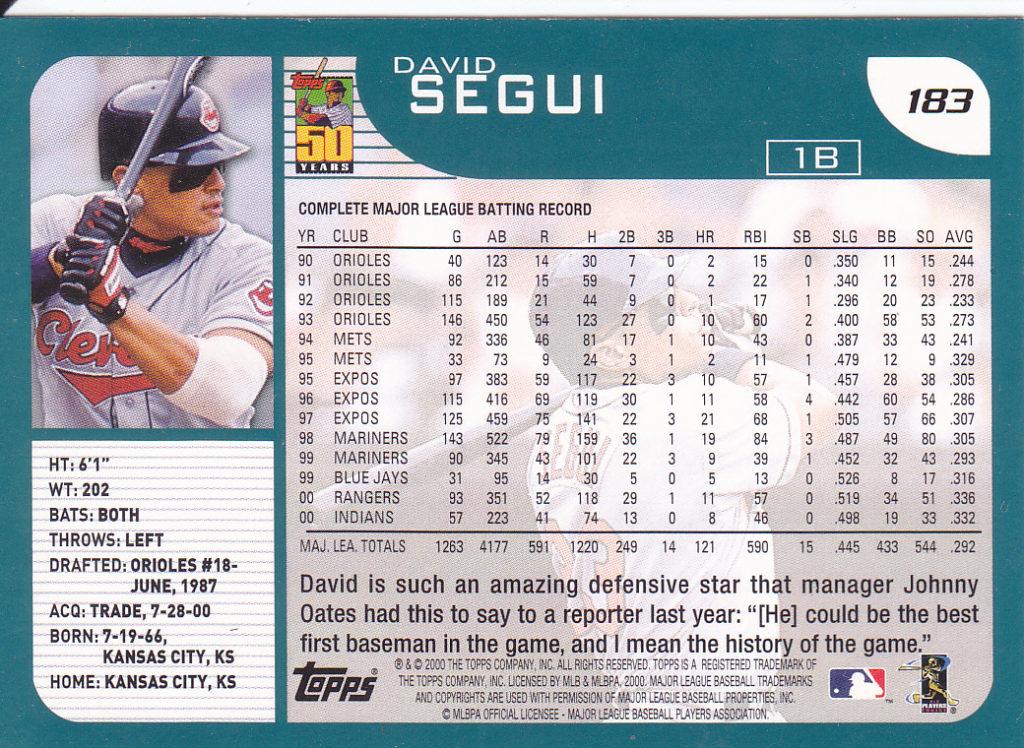 DAVID
SEGUI
183
Topps
50
YEARS
1B
Cleve
COMPLETE MAJOR LEAGUE BATTING RECORD
YR CLUB G AB R H 2B 3B HR RBI SB SLG BB SO AVG
90 ORIOLES 40 123 14 30 7 0 2 15 0 .350 11 15 .244
91 ORIOLES 86 212 15 59 7 0 2 22 1 .340 12 19 .278
92 ORIOLES 115 189 21 44 9 0 1 17 1 .296 20 23 .233
93 ORIOLES 146 450 54 123 27 0 10 60 2 .400 58 53 .273
94 METS 92 336 46 81 17 1 10 43 0 .387 33 43 .241
95 METS 33 73 9 24 3 1 2 11 1 .479 12 9 .329
95 EXPOS 97 383 59 117 22 3 10 57 1 .457 28 38 .305
96 EXPOS 115 416 69 119 30 1 11 58 4 .442 60 54 .286
97 EXPOS 125 459 75 141 22 3 21 68 1 .505 57 66 .307
98 MARINERS 143 522 79 159 36 1 19 84 3 .487 49 80 .305
99 MARINERS 90 345 43 101 22 3 9 39 1 .452 32 43 .293
99 BLUE JAYS 31 95 14 30 5 0 5 13 0 .526 8 17 .316
00 RANGERS 93 351 52 118 29 1 11 57 0 .519 34 51 .336
00 INDIANS 57 223 41 74 13 0 8 46 0 .498 19 33 .332
MAJ. LEA. TOTALS 1263 4177 591 1220 249 14 121 590 15 .445 433 544 .292
HT: 6'1"
WT: 202
BATS: BOTH
THROWS: LEFT
DRAFTED: ORIOLES #18-
JUNE, 1987
ACQ: TRADE, 7-28-00
BORN: 7-19-66,
KANSAS CITY, KS
HOME: KANSAS CITY, KS
David is such an amazing defensive star that manager Johnny
Oates had this to say to a reporter last year: “[He] could be the best
first baseman in the game, and I mean the history of the game.”
Topps®
® & © 2000 THE TOPPS COMPANY, INC. ALL RIGHTS RESERVED. TOPPS IS A REGISTERED TRADEMARK OF
THE TOPPS COMPANY, INC. LICENSED BY MLB & MLBPA, 2000. MAJOR LEAGUE BASEBALL TRADEMARKS
AND COPYRIGHTS ARE USED WITH PERMISSION OF MAJOR LEAGUE BASEBALL PROPERTIES, INC.
© MLBPA OFFICIAL LICENSEE - MAJOR LEAGUE BASEBALL PLAYERS ASSOCIATION.
TM
PLAYERS
CHOICE
®